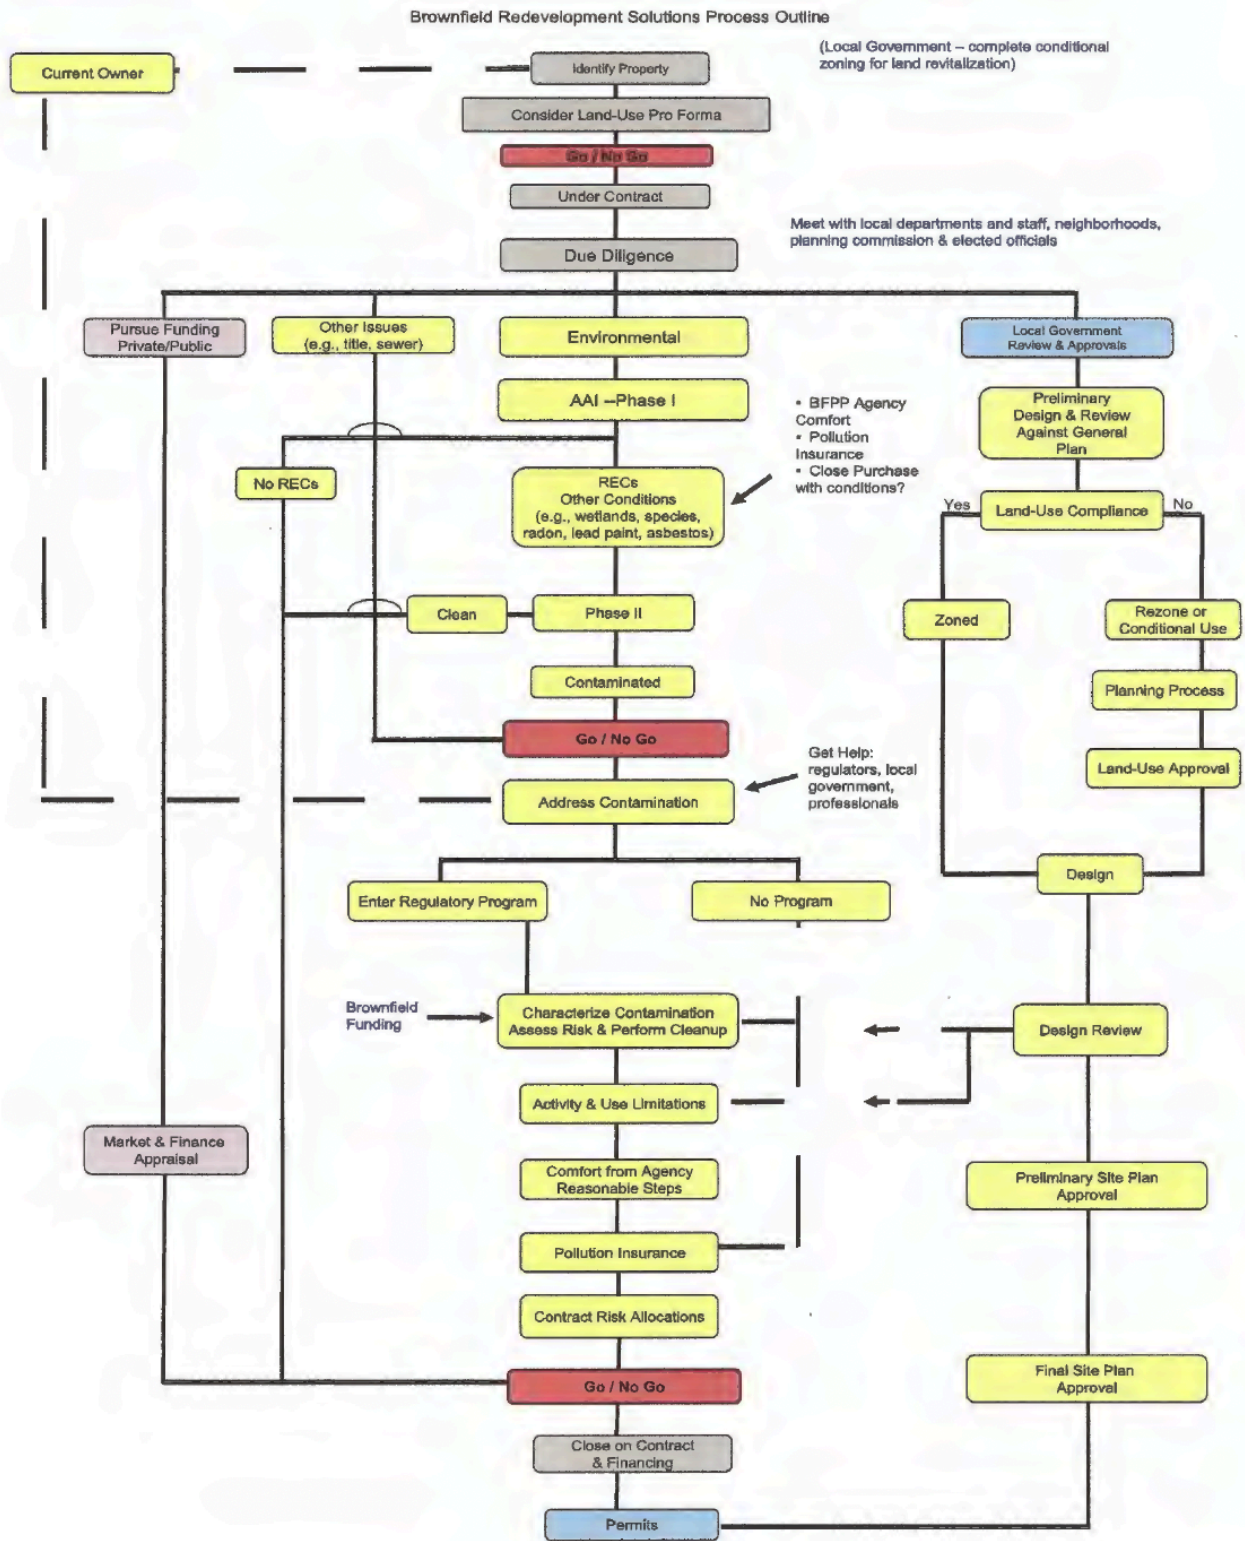 Brownfield Redevelopment Solutions Process Outline
(Local Government – complete conditional
zoning for land revitalization)
Current Owner
Identify Property
Consider Land-Use Pro Forma
Go / No Go
Under Contract
Meet with local departments and staff, neighborhoods,
planning commission & elected officials
Due Diligence
Pursue Funding
Private/Public
Other Issues
(e.g., title, sewer)
Environmental
Local Government
Review & Approvals
AAI –Phase I
• BFPP Agency
Comfort
• Pollution
Insurance
• Close Purchase
with conditions?
Preliminary
Design & Review
Against General
Plan
No RECs
RECs
Other Conditions
(e.g., wetlands, species,
radon, lead paint, asbestos)
Yes
Land-Use Compliance
No
Clean
Phase II
Zoned
Rezone or
Conditional Use
Contaminated
Planning Process
Go / No Go
Get Help:
regulators, local
government,
professionals
Land-Use Approval
Address Contamination
Design
Enter Regulatory Program
No Program
Brownfield
Funding
Characterize Contamination
Assess Risk & Perform Cleanup
Design Review
Activity & Use Limitations
Market & Finance
Appraisal
Comfort from Agency
Reasonable Steps
Preliminary Site Plan
Approval
Pollution Insurance
Contract Risk Allocations
Go / No Go
Final Site Plan
Approval
Close on Contract
& Financing
Permits